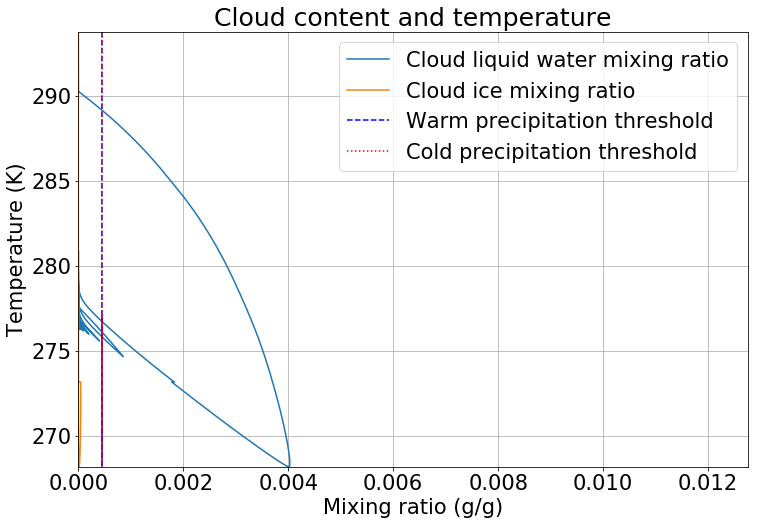 Cloud content and temperature
Cloud liquid water mixing ratio
Cloud ice mixing ratio
Warm precipitation threshold
Cold precipitation threshold
Temperature (K)
290
285
280
275
270
0.000 0.002 0.004 0.006 0.008 0.010 0.012
Mixing ratio (g/g)